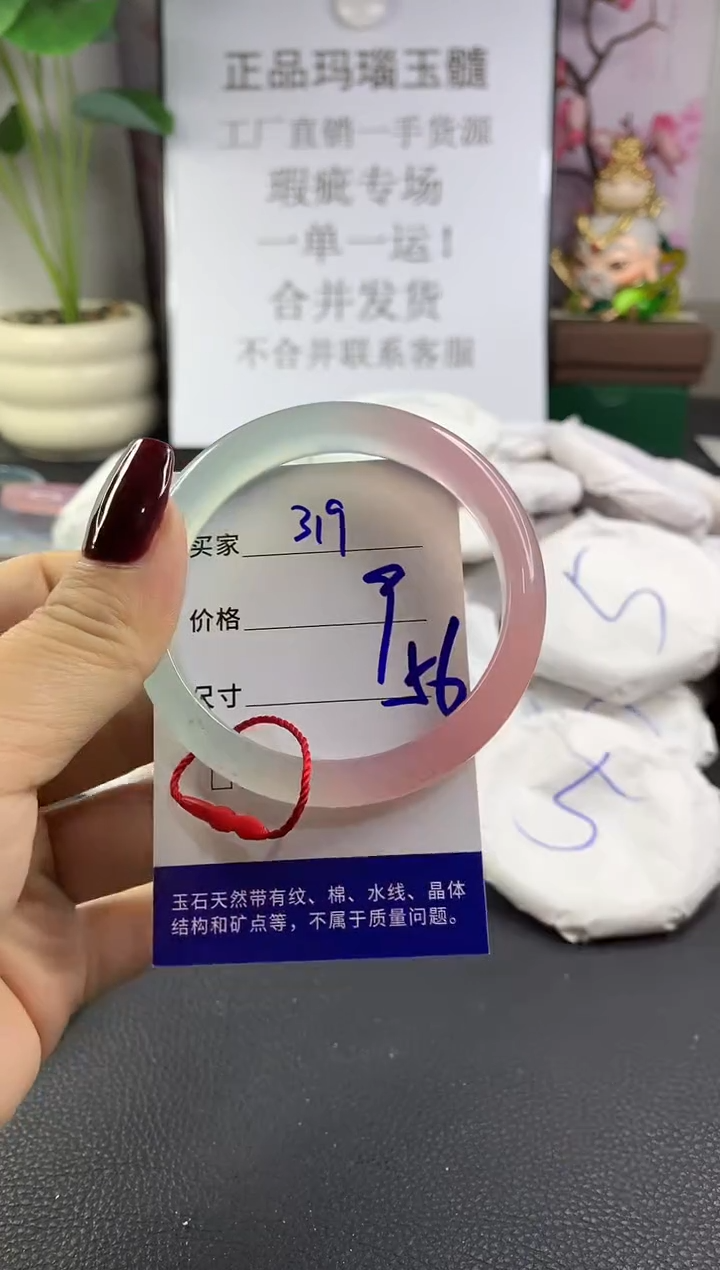 正品玛瑙玉髓
工厂直销一手货源
瑕疵专场
一单一运！
合并发货
不合并联系客服
买家 319
价格 9
尺寸 56
玉石天然带有纹、棉、水线、晶体
结构和矿点等，不属于质量问题。
5
5